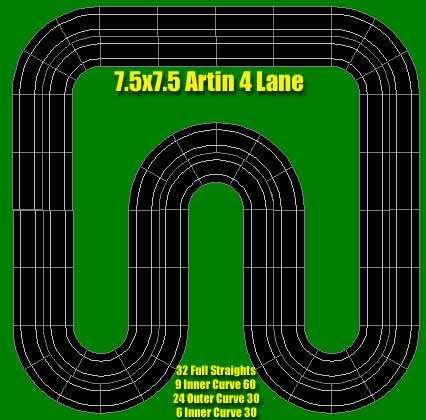 7.5x7.5 Artin 4 Lane
32 Full Straights
9 Inner Curve 60
24 Outer Curve 30
6 Inner Curve 30